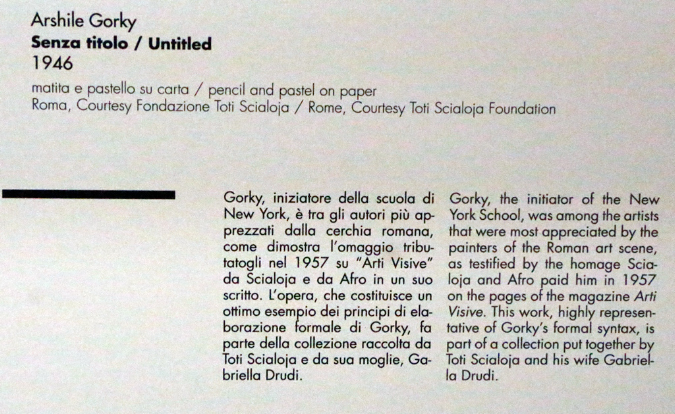 Arshile Gorky
Senza titolo / Untitled
1946
matita e pastello su carta / pencil and pastel on paper
Roma, Courtesy Fondazione Toti Scialoja / Rome, Courtesy Toti Scialoja Foundation
Gorky, iniziatore della scuola di
New York, è tra gli autori più ap-
prezzati dalla cerchia romana,
come dimostra l'omaggio tribu-
tatogli nel 1957 su "Arti Visive"
da Scialoja e da Afro in un suo
scritto. L'opera, che costituisce un
ottimo esempio dei principi di ela-
borazione formale di Gorky, fa
parte della collezione raccolta da
Toti Scialoja e da sua moglie, Ga-
briella Drudi.
Gorky, the initiator of the New
York School, was among the artists
that were most appreciated by the
painters of the Roman art scene,
as testified by the homage Scia-
loja and Afro paid him in 1957
on the pages of the magazine Arti
Visive. This work, highly represen-
tative of Gorky's formal syntax, is
part of a collection put together by
Toti Scialoja and his wife Gabriel-
la Drudi.